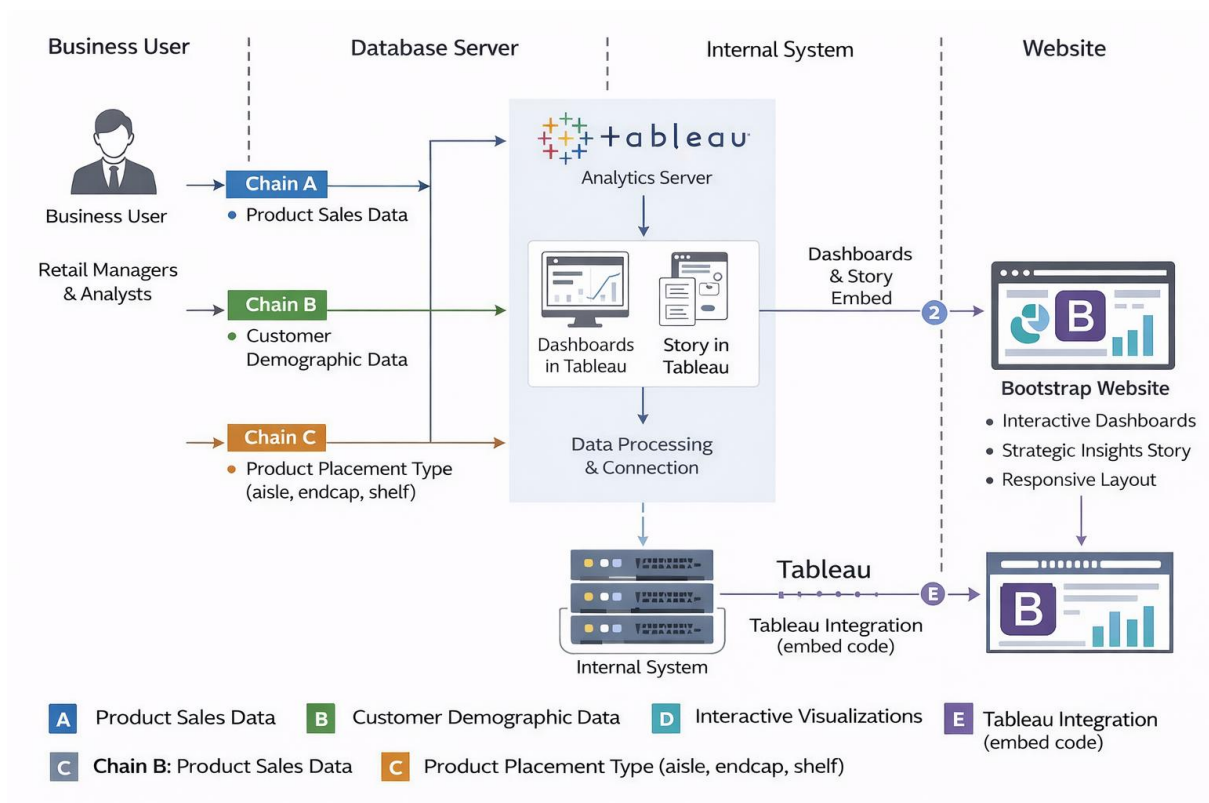 Business User
Database Server
Internal System
Website
+ableau
Analytics Server
Chain A
• Product Sales Data
Business User
Retail Managers
& Analysts
Chain B
• Customer
Demographic Data
Dashboards
in Tableau
Story in
Tableau
Dashboards
& Story
Embed
2
B
Bootstrap Website
• Interactive Dashboards
• Strategic Insights Story
• Responsive Layout
Chain C
• Product Placement Type
(aisle, endcap, shelf)
Data Processing
& Connection
Internal System
Tableau
E
Tableau Integration
(embed code)
B
A Product Sales Data
B Customer Demographic Data
D Interactive Visualizations
E Tableau Integration
(embed code)
C Chain B: Product Sales Data
C Product Placement Type (aisle, endcap, shelf)